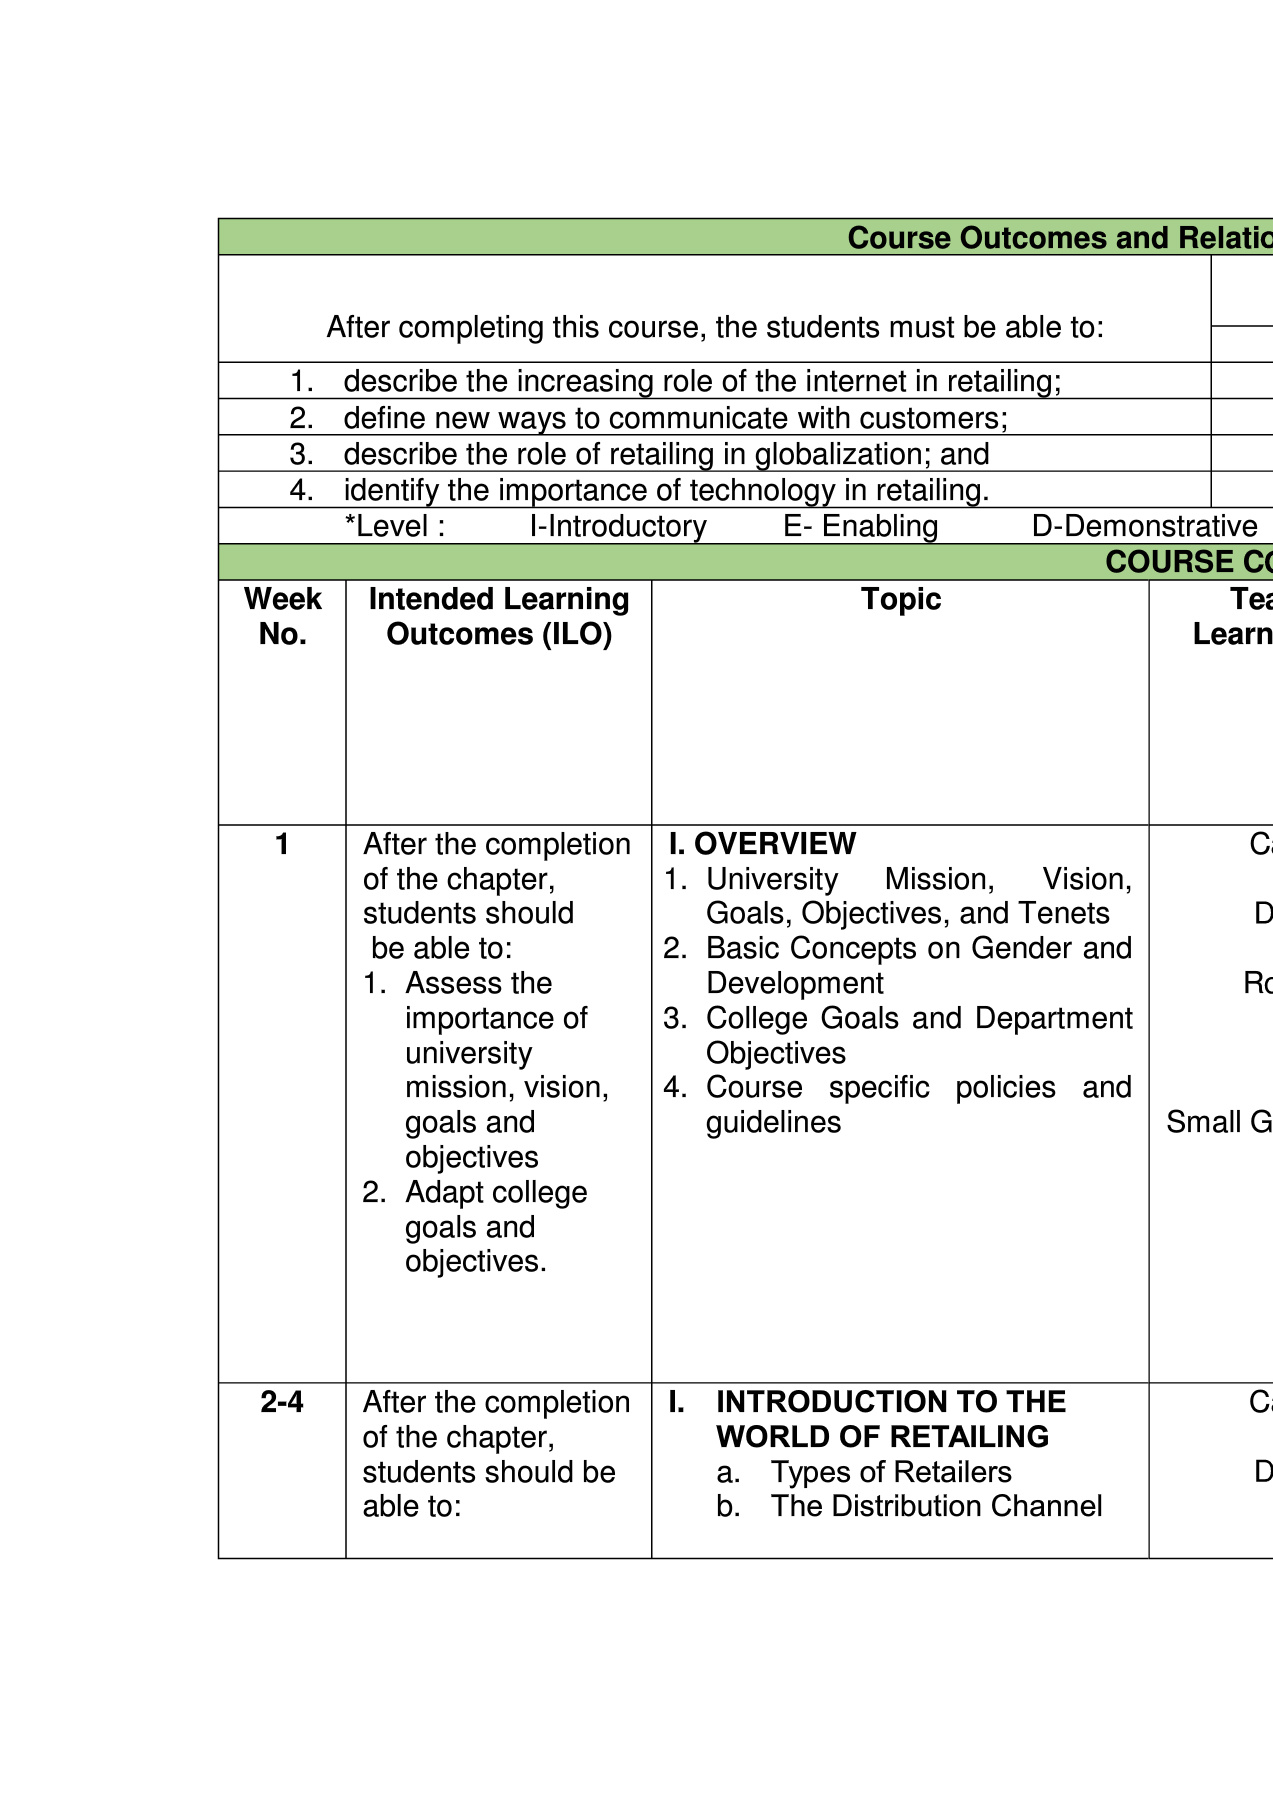 Course Outcomes and
After completing this course, the students must be able to:
1. describe the increasing role of the internet in retailing;
2. define new ways to communicate with customers;
3. describe the role of retailing in globalization; and
4. identify the importance of technology in retailing.
*Level : I-Introductory E- Enabling D-Demonstrative
COURSE
Week
No.
Intended Learning
Outcomes (ILO)
Topic
1
After the completion
of the chapter,
students should
be able to:
1. Assess the
importance of
university
mission, vision,
goals and
objectives
2. Adapt college
goals and
objectives.
I. OVERVIEW
1. University Mission, Vision,
Goals, Objectives, and Tenets
2. Basic Concepts on Gender and
Development
3. College Goals and Department
Objectives
4. Course specific policies and
guidelines
Small
2-4
After the completion
of the chapter,
students should be
able to:
I. INTRODUCTION TO THE
WORLD OF RETAILING
a. Types of Retailers
b. The Distribution Channel